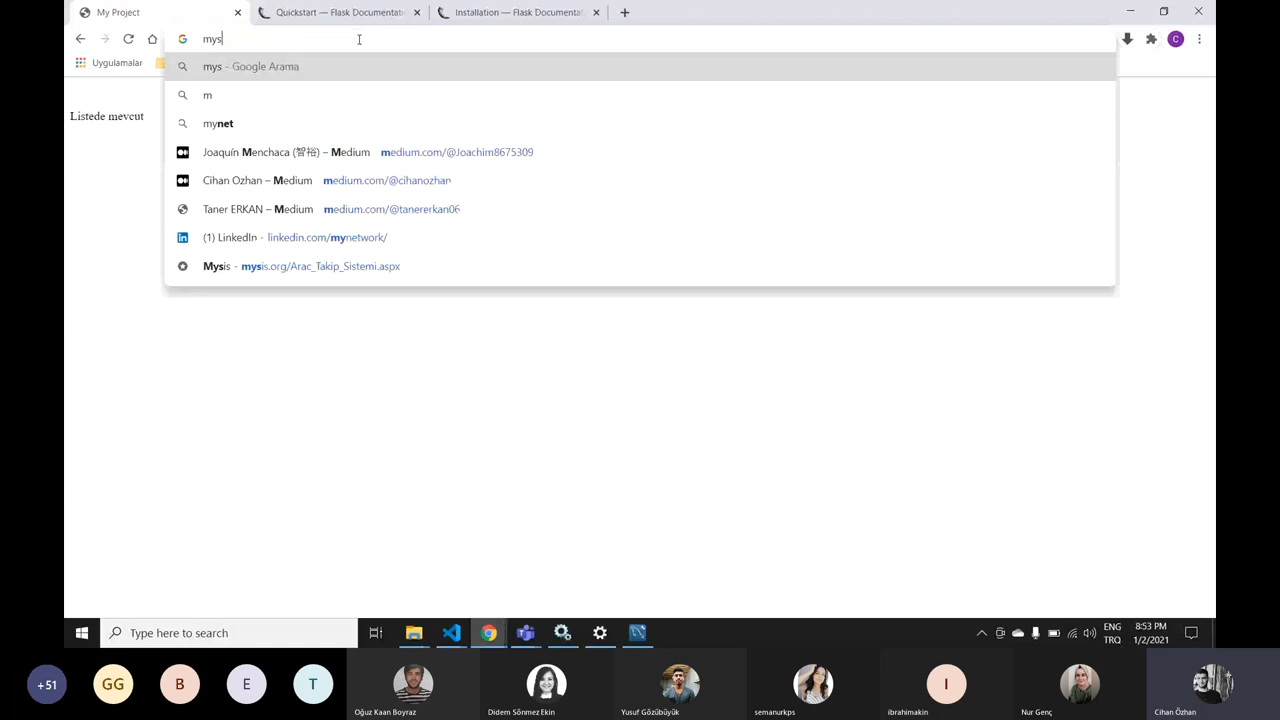 My Project
Quickstart — Flask Documentati
Installation — Flask Documenta
mys
Uygulamalar
mys - Google Arama
m
mynet
Joaquín Menchaca (智裕) – Medium medium.com/@Joachim8675309
Cihan Ozhan – Medium medium.com/@cihanozhan
Taner ERKAN – Medium medium.com/@tanererkan06
(1) LinkedIn - linkedin.com/mynetwork/
Mysis - mysis.org/Arac_Takip_Sistemi.aspx
C
Listede mevcut
Type here to search
ENG
TRQ
8:53 PM
1/2/2021
+51
GG
B
E
T
I
Oğuz Kaan Boyraz
Didem Sönmez Ekin
Yusuf Gözübüyük
semanurkps
ibrahimakin
Nur Genç
Cihan Özhan